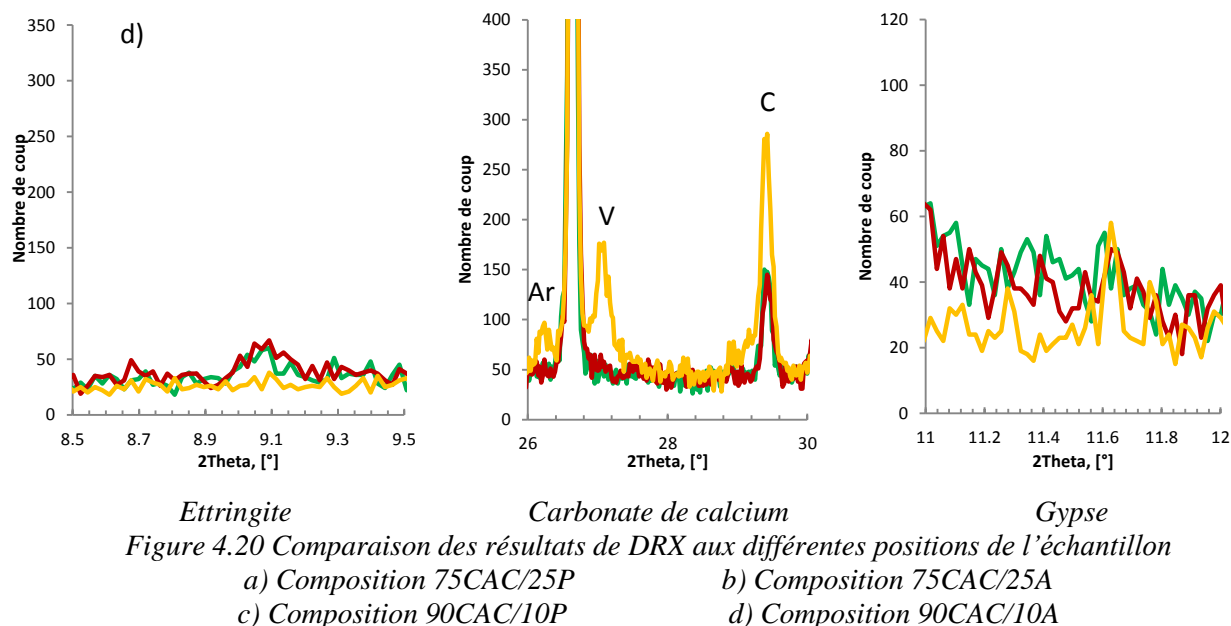 d)
350
300
250
200
150
100
50
0
Nombre de coup
8.5 8.7 8.9 9.1 9.3 9.5
2Theta, [°]
400
350
300
250
200
150
100
50
0
Nombre de coup
Ar
V
C
26 28 30
2Theta, [°]
120
100
80
60
40
20
0
Nombre de coup
11 11.2 11.4 11.6 11.8 12
2Theta, [°]
Ettringite Carbonate de calcium Gypse
Figure 4.20 Comparaison des résultats de DRX aux différentes positions de l’échantillon
a) Composition 75CAC/25P b) Composition 75CAC/25A
c) Composition 90CAC/10P d) Composition 90CAC/10A